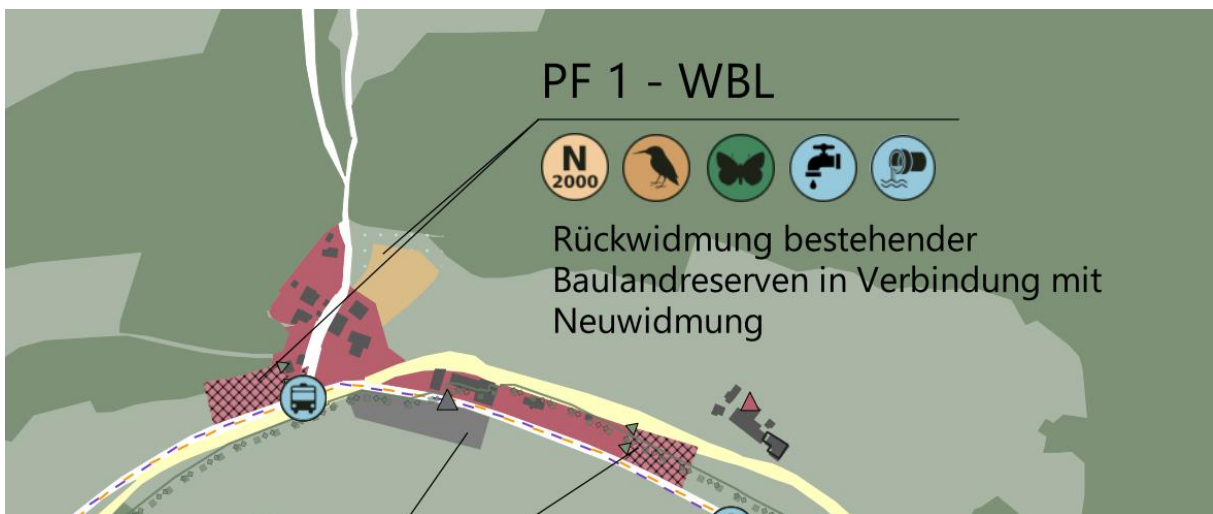 PF 1 - WBL
N
2000
Rückwidmung bestehender
Baulandreserven in Verbindung mit
Neuwidmung